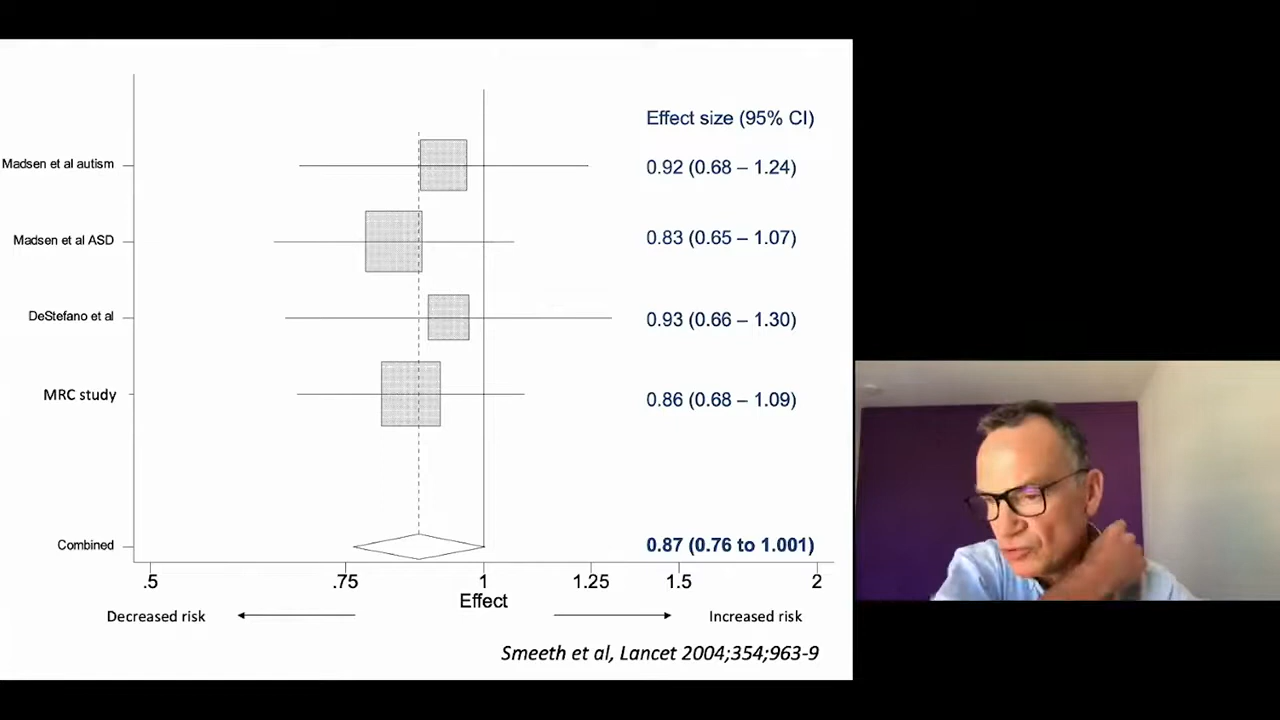 Effect size (95% CI)
Madsen et al autism 0.92 (0.68 – 1.24)
Madsen et al ASD 0.83 (0.65 – 1.07)
DeStefano et al 0.93 (0.66 – 1.30)
MRC study 0.86 (0.68 – 1.09)
Combined 0.87 (0.76 to 1.001)
.5 .75 1 1.25 1.5 2
Effect
Decreased risk Increased risk
Smeeth et al, Lancet 2004;354;963-9